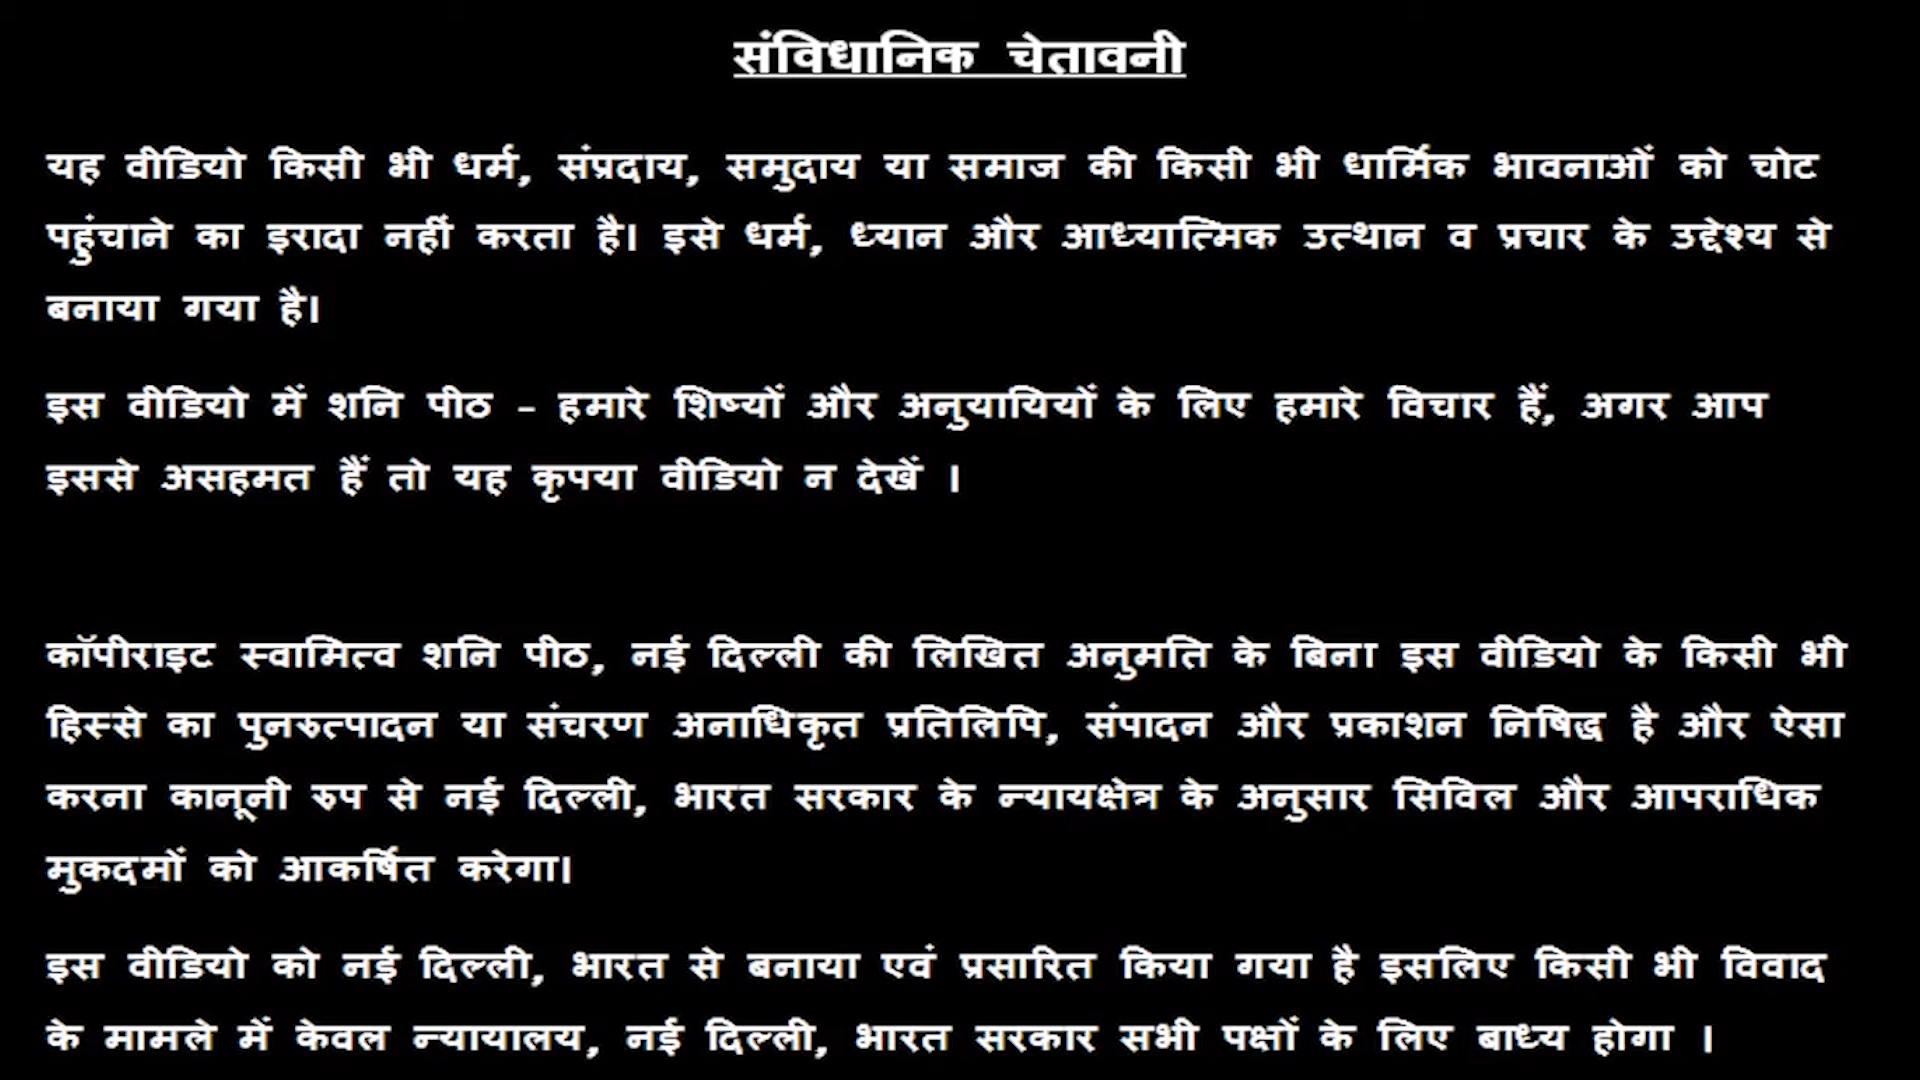 संविधानिक चेतावनी
यह वीडियो किसी भी धर्म, संप्रदाय, समुदाय या समाज की किसी भी धार्मिक भावनाओं को चोट
पहुंचाने का इरादा नहीं करता है। इसे धर्म, ध्यान और आध्यात्मिक उत्थान व प्रचार के उद्देश्य से
बनाया गया है।
इस वीडियो में शनि पीठ – हमारे शिष्यों और अनुयायियों के लिए हमारे विचार हैं, अगर आप
इससे असहमत हैं तो यह कृपया वीडियो न देखें ।
कॉपीराइट स्वामित्व शनि पीठ, नई दिल्ली की लिखित अनुमति के बिना इस वीडियो के किसी भी
हिस्से का पुनरुत्पादन या संचरण अनाधिकृत प्रतिलिपि, संपादन और प्रकाशन निषिद्ध है और ऐसा
करना कानूनी रुप से नई दिल्ली, भारत सरकार के न्यायक्षेत्र के अनुसार सिविल और आपराधिक
मुकदमों को आकर्षित करेगा।
इस वीडियो को नई दिल्ली, भारत से बनाया एवं प्रसारित किया गया है इसलिए किसी भी विवाद
के मामले में केवल न्यायालय, नई दिल्ली, भारत सरकार सभी पक्षों के लिए बाध्य होगा ।